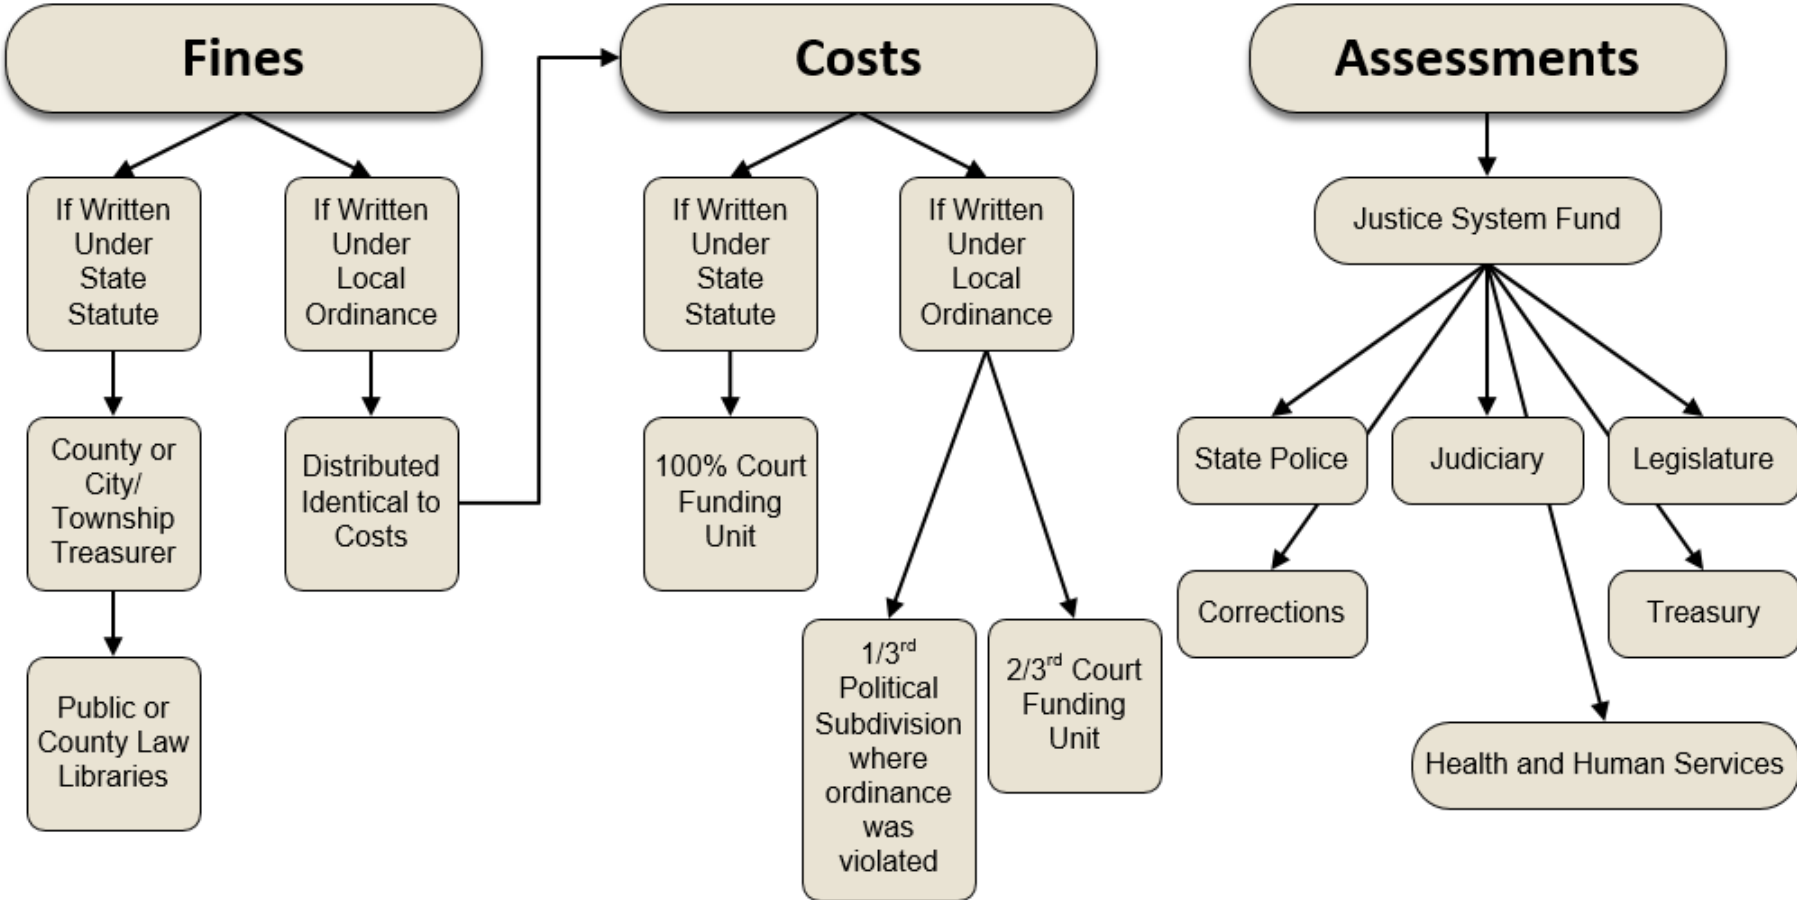 Fines
If Written
Under
State
Statute
If Written
Under
Local
Ordinance
County or
City/
Township
Treasurer
Distributed
Identical to
Costs
Public or
County Law
Libraries
Costs
If Written
Under
State
Statute
If Written
Under
Local
Ordinance
100% Court
Funding
Unit
1/3rd
Political
Subdivision
where
ordinance
was
violated
2/3rd Court
Funding
Unit
Assessments
Justice System Fund
State Police
Judiciary
Legislature
Corrections
Treasury
Health and Human Services